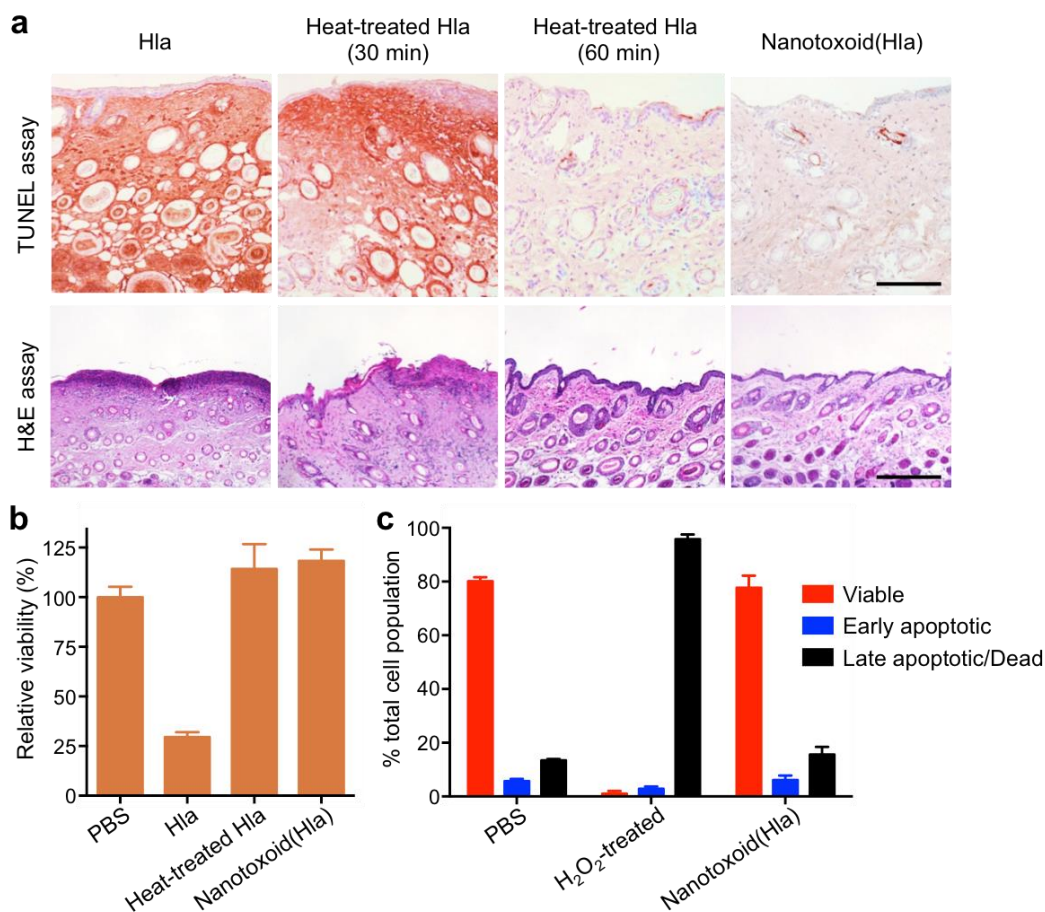 a
Hla
Heat-treated Hla
(30 min)
Heat-treated Hla
(60 min)
Nanotoxoid(Hla)
TUNEL assay
H&E assay
b
Relative viability (%)
125
100
75
50
25
0
PBS
Hla
Heat-treated Hla
Nanotoxoid(Hla)
c
% total cell population
100
80
60
40
20
0
PBS
H₂O₂-treated
Nanotoxoid(Hla)
Viable
Early apoptotic
Late apoptotic/Dead